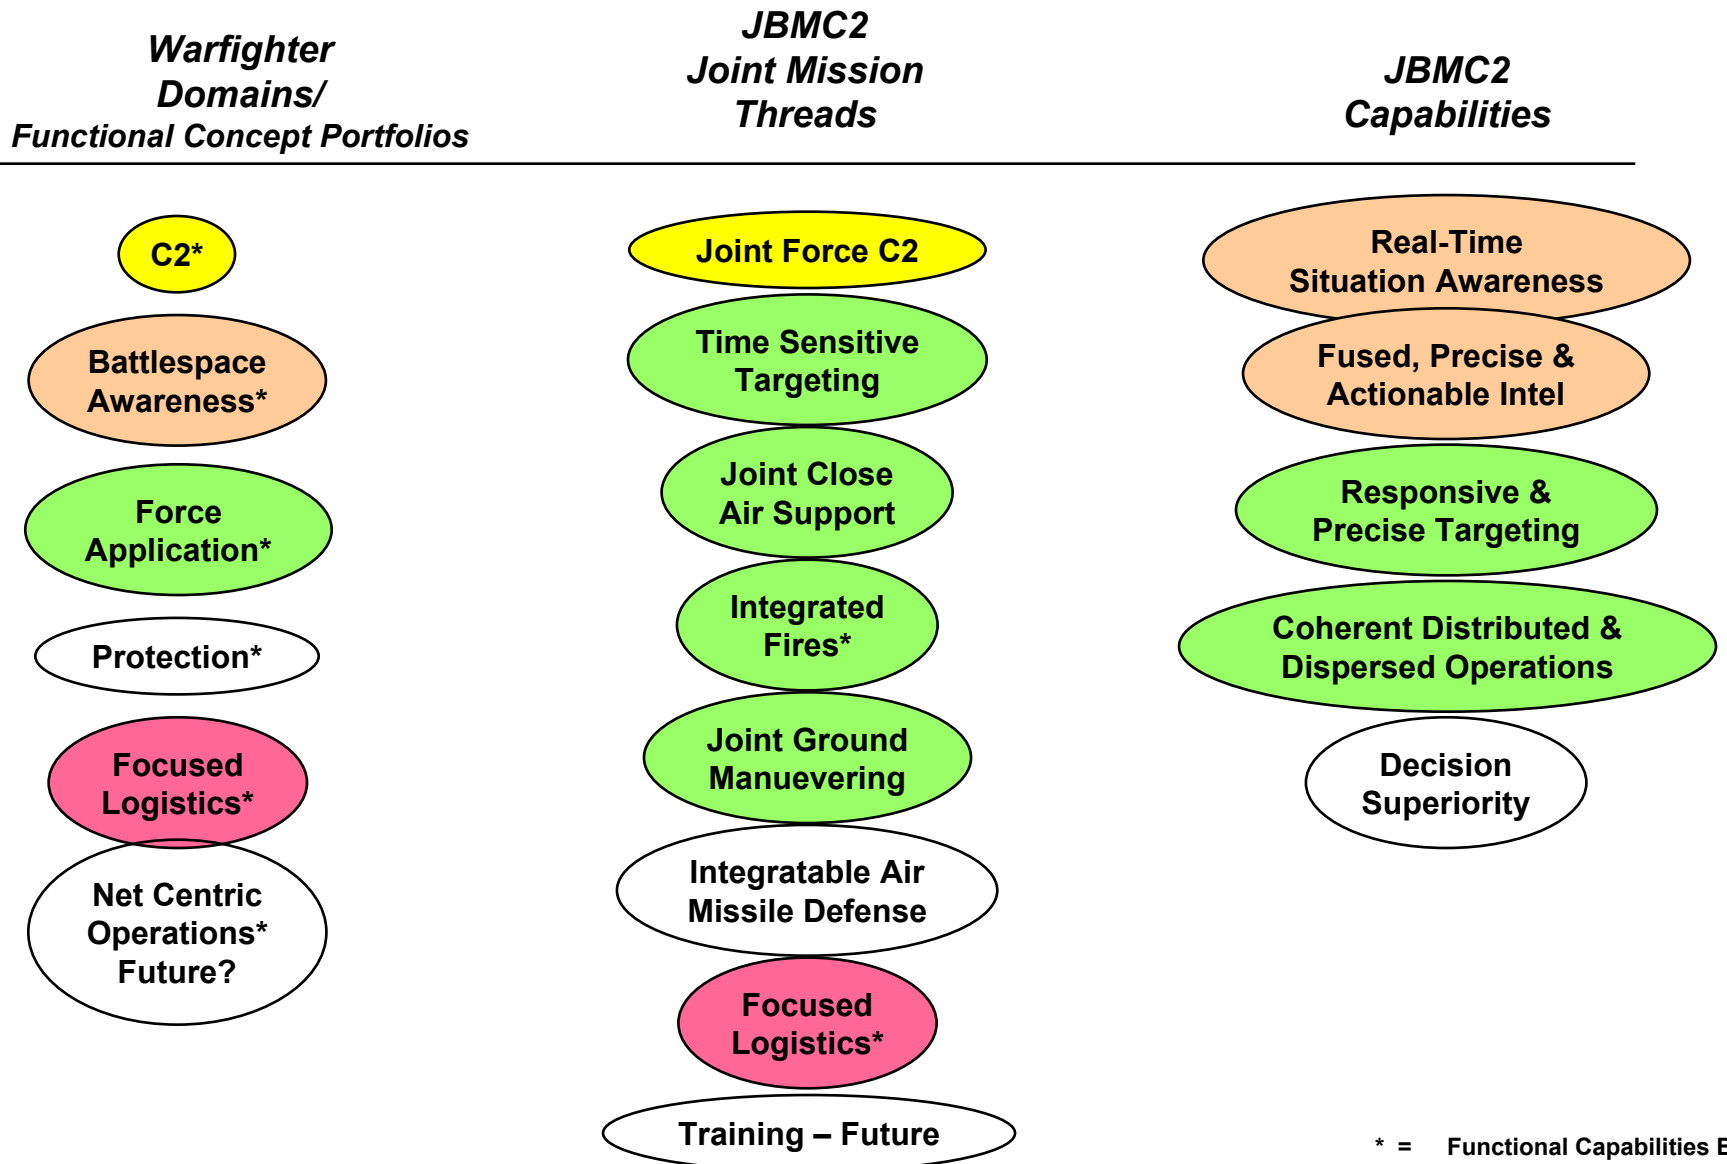 Warfighter
Domains/
Functional Concept Portfolios
JBMC2
Joint Mission
Threads
JBMC2
Capabilities
C2*
Battlespace
Awareness*
Force
Application*
Protection*
Focused
Logistics*
Net Centric
Operations*
Future?
Joint Force C2
Time Sensitive
Targeting
Joint Close
Air Support
Integrated
Fires*
Joint Ground
Manuevering
Integratable Air
Missile Defense
Focused
Logistics*
Training – Future
Real-Time
Situation Awareness
Fused, Precise &
Actionable Intel
Responsive &
Precise Targeting
Coherent Distributed &
Dispersed Operations
Decision
Superiority
* = Functional Capabilities